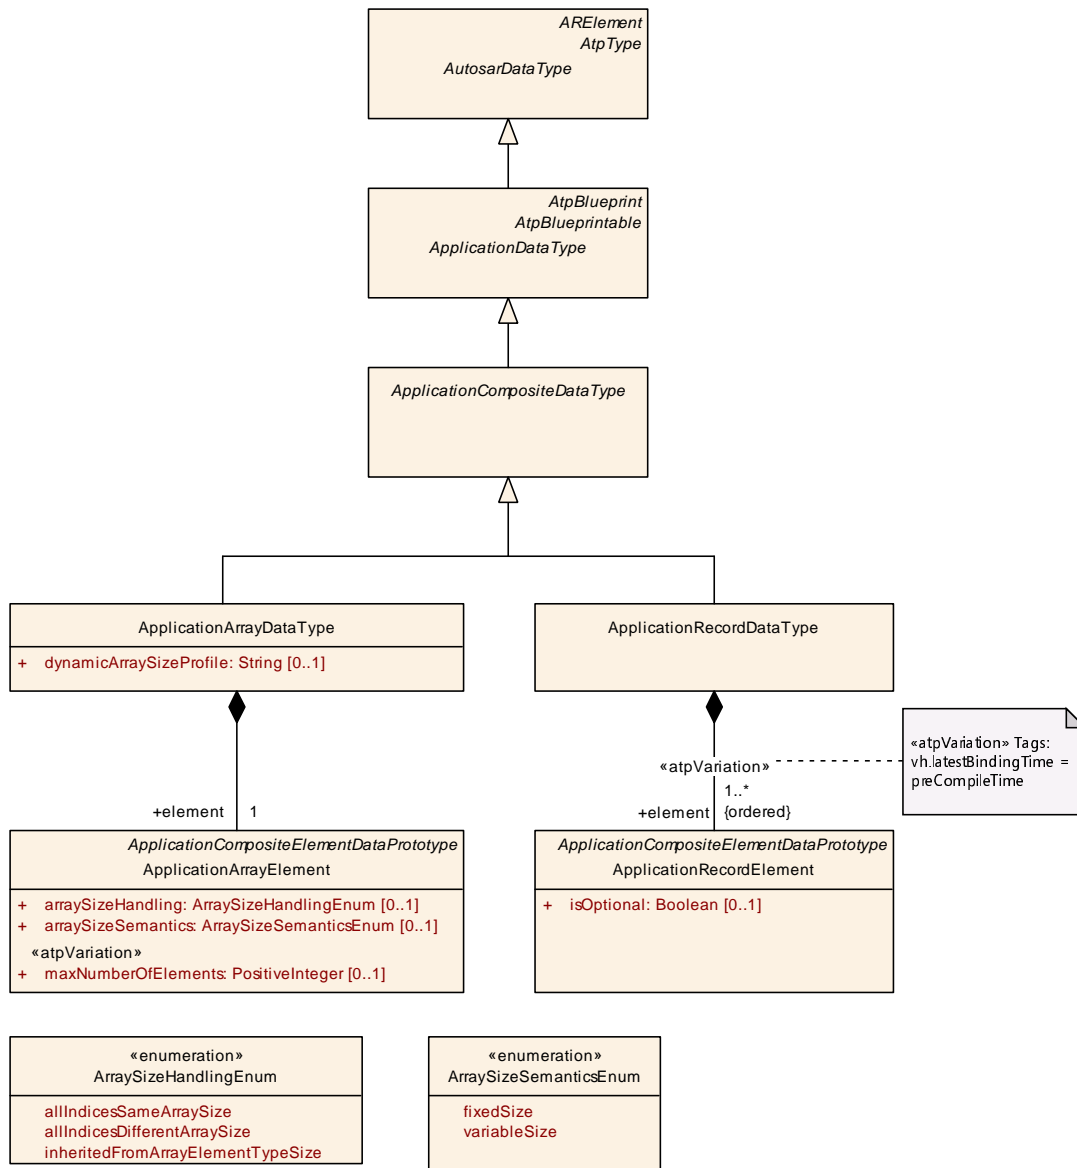 ARElement
AtpType
AutosarDataType
AtpBlueprint
AtpBlueprintable
ApplicationDataType
ApplicationCompositeDataType
ApplicationArrayDataType
+ dynamicArraySizeProfile: String [0..1]
ApplicationRecordDataType
«atpVariation» Tags:
vh.latestBindingTime =
preCompileTime
«atpVariation»
+element 1
1..*
+element {ordered}
ApplicationCompositeElementDataPrototype
ApplicationArrayElement
+ arraySizeHandling: ArraySizeHandlingEnum [0..1]
+ arraySizeSemantics: ArraySizeSemanticsEnum [0..1]
«atpVariation»
+ maxNumberOfElements: PositiveInteger [0..1]
ApplicationCompositeElementDataPrototype
ApplicationRecordElement
+ isOptional: Boolean [0..1]
«enumeration»
ArraySizeHandlingEnum
allIndicesSameArraySize
allIndicesDifferentArraySize
inheritedFromArrayElementTypeSize
«enumeration»
ArraySizeSemanticsEnum
fixedSize
variableSize